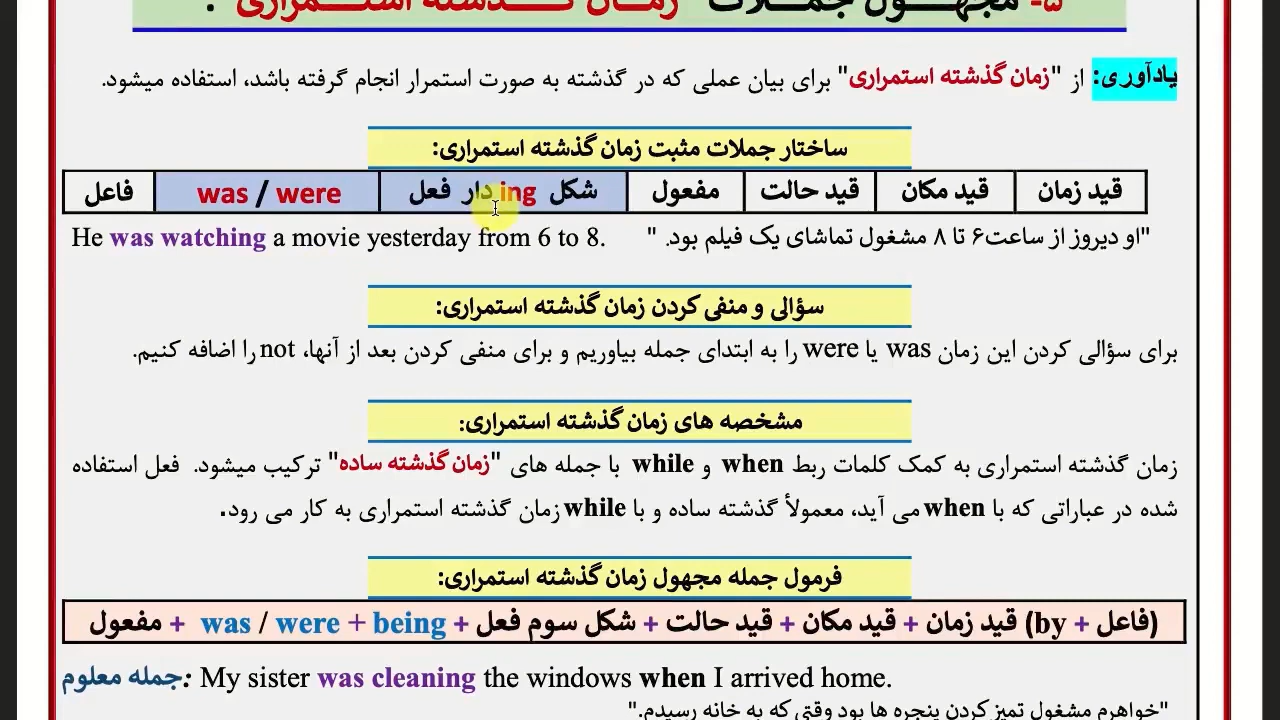 ۵- مجهول جملات "زمان گذشته استمراری":
یادآوری: از "زمان گذشته استمراری" برای بیان عملی که در گذشته به صورت استمرار انجام گرفته باشد، استفاده میشود.
ساختار جملات مثبت زمان گذشته استمراری:
فاعل was / were شکل ing دار فعل مفعول قید حالت قید مکان قید زمان
He was watching a movie yesterday from 6 to 8. "او دیروز از ساعت۶ تا ۸ مشغول تماشای یک فیلم بود."
سؤالی و منفی کردن زمان گذشته استمراری:
برای سؤالی کردن این زمان was یا were را به ابتدای جمله بیاوریم و برای منفی کردن بعد از آنها، not را اضافه کنیم.
مشخصه های زمان گذشته استمراری:
زمان گذشته استمراری به کمک کلمات ربط when و while با جمله های "زمان گذشته ساده" ترکیب میشود. فعل استفاده
شده در عباراتی که با when می آید، معمولاً گذشته ساده و با while زمان گذشته استمراری به کار می رود.
فرمول جمله مجهول زمان گذشته استمراری:
مفعول + was / were + being + شکل سوم فعل + قید حالت + قید مکان + قید زمان (by + فاعل)
جمله معلوم: My sister was cleaning the windows when I arrived home.
"خواهرم مشغول تمیز کردن پنجره ها بود وقتی که به خانه رسیدم."